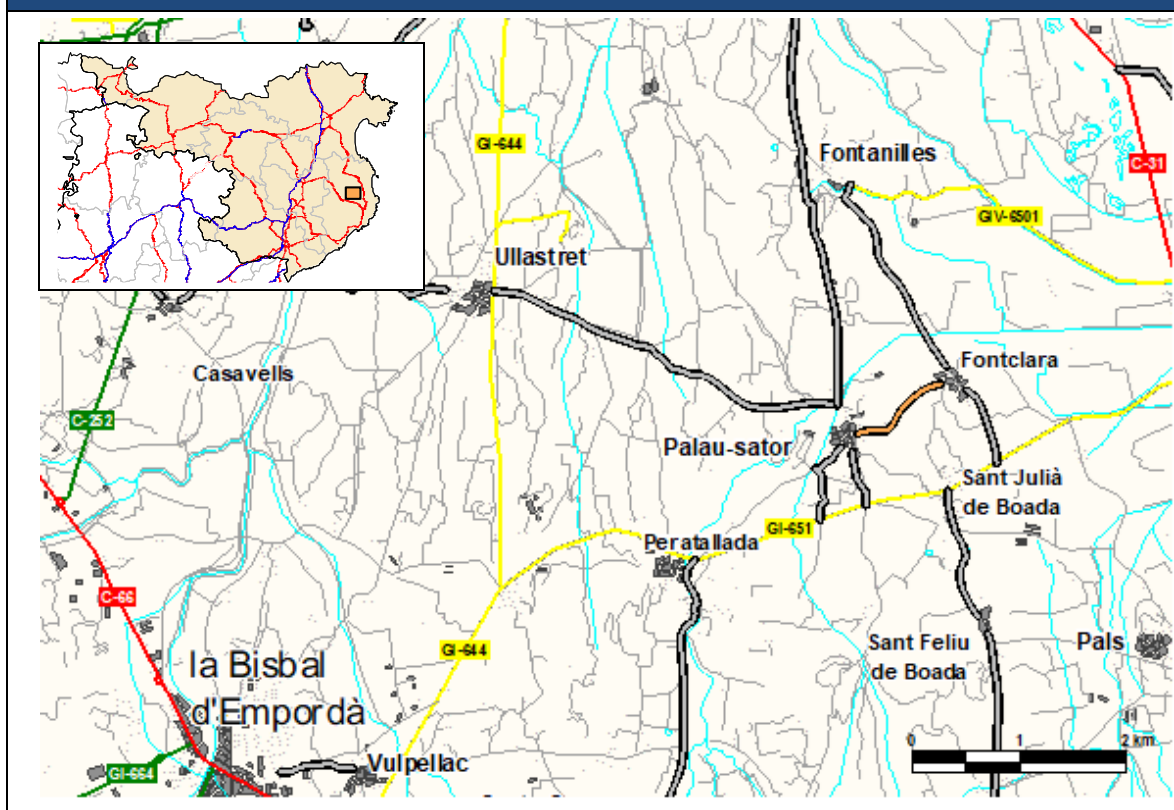 GI-644
Fontanilles
C-31
GIV-6501
Ullastret
Casavells
Fontclara
C-252
Palau-sator
Sant Julià
de Boada
GI-651
Peratallada
C-66
GI-644
Sant Feliu
de Boada
Pals
la Bisbal
d'Empordà
Vulpellac
GI-664
0 1 2 km